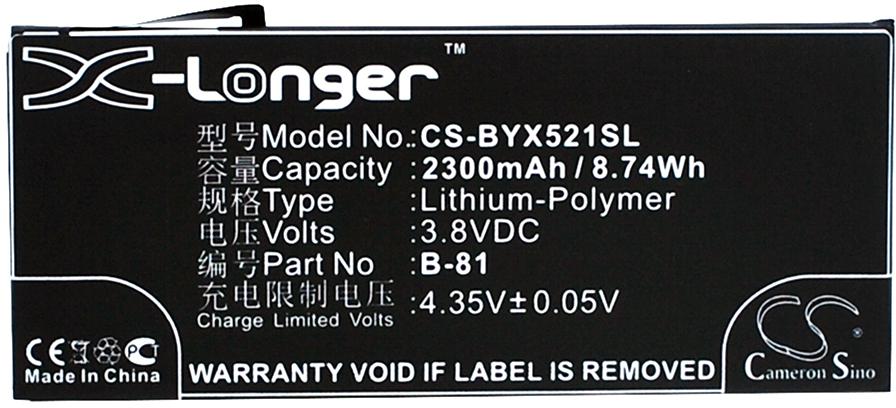 X-Longer™
型号Model No.:CS-BYX521SL
容量Capacity :2300mAh / 8.74Wh
规格Type :Lithium-Polymer
电压Volts :3.8VDC
编号Part No :B-81
充电限制电压 :4.35V±0.05V
Charge Limited Volts
CE PCT
Made In China
WARRANTY VOID IF LABEL IS REMOVED
CS ®
Cameron Sino